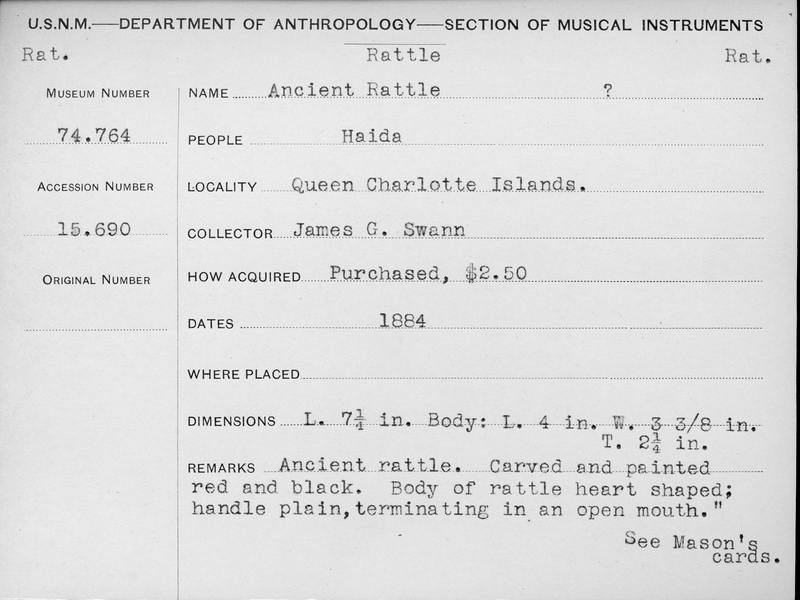 U.S.N.M.—DEPARTMENT OF ANTHROPOLOGY—SECTION OF MUSICAL INSTRUMENTS
Rat. Rattle Rat.
MUSEUM NUMBER
74.764
ACCESSION NUMBER
15.690
ORIGINAL NUMBER
NAME Ancient Rattle ?
PEOPLE Haida
LOCALITY Queen Charlotte Islands.
COLLECTOR James G. Swann
HOW ACQUIRED Purchased, $2.50
DATES 1884
WHERE PLACED
DIMENSIONS L. 7¼ in. Body: L. 4 in. W. 3 3/8 in.
T. 2¼ in.
REMARKS Ancient rattle. Carved and painted
red and black. Body of rattle heart shaped;
handle plain,terminating in an open mouth."
See Mason's
cards.